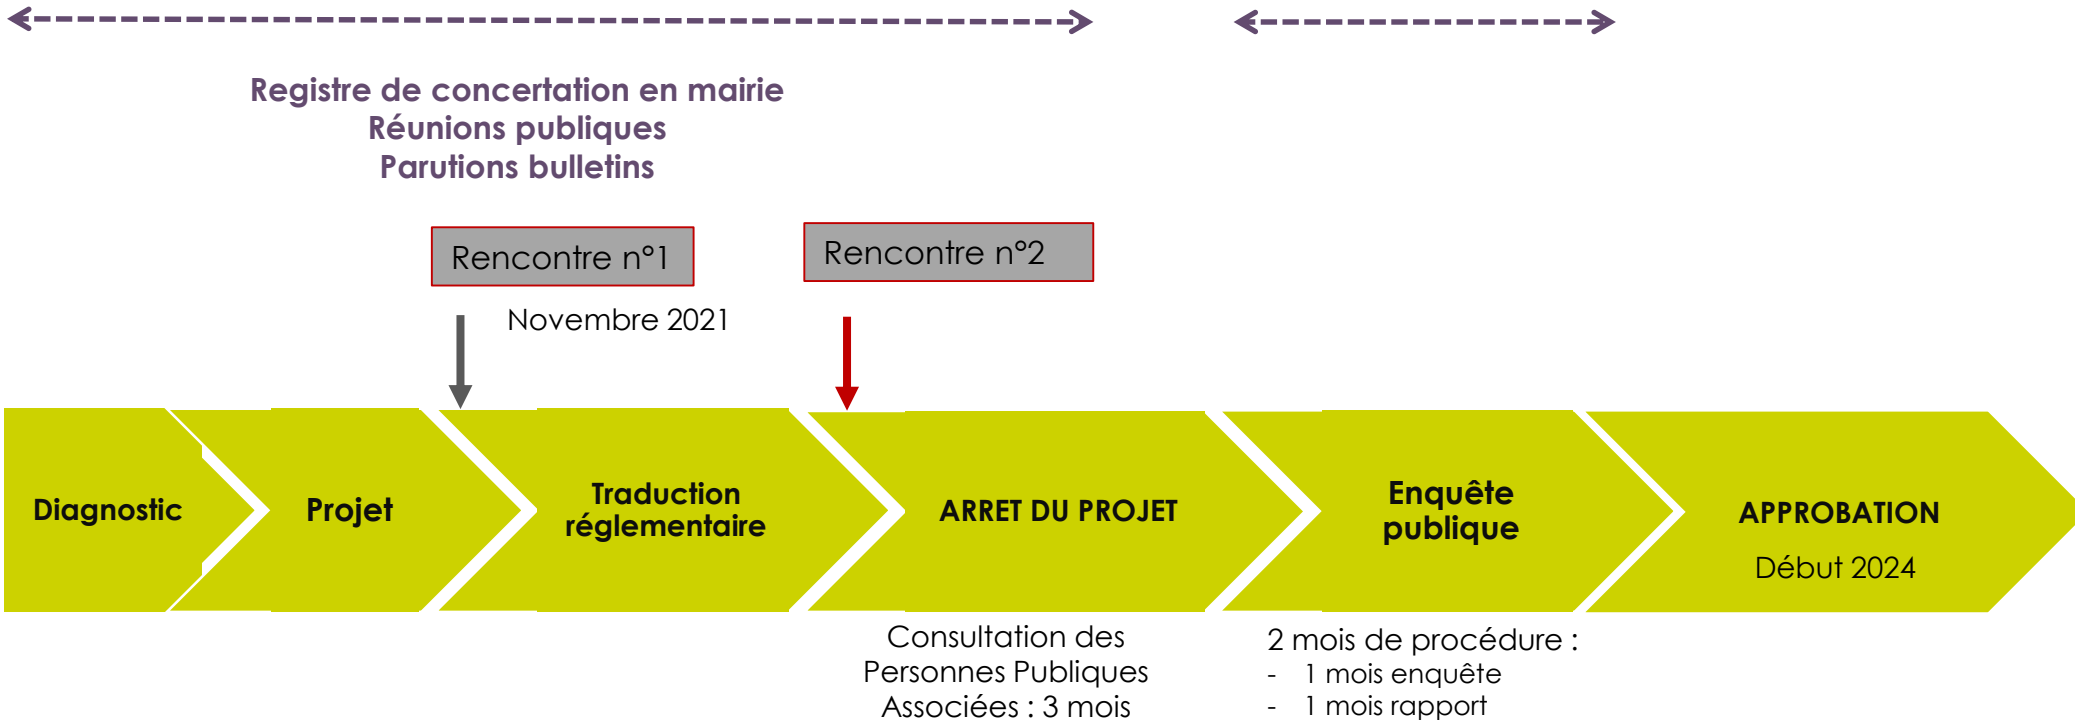 Registre de concertation en mairie
Réunions publiques
Parutions bulletins
Rencontre n°1
Rencontre n°2
Novembre 2021
Diagnostic
Projet
Traduction
réglementaire
ARRET DU PROJET
Enquête
publique
APPROBATION
Début 2024
Consultation des
Personnes Publiques
Associées : 3 mois
2 mois de procédure :
- 1 mois enquête
- 1 mois rapport